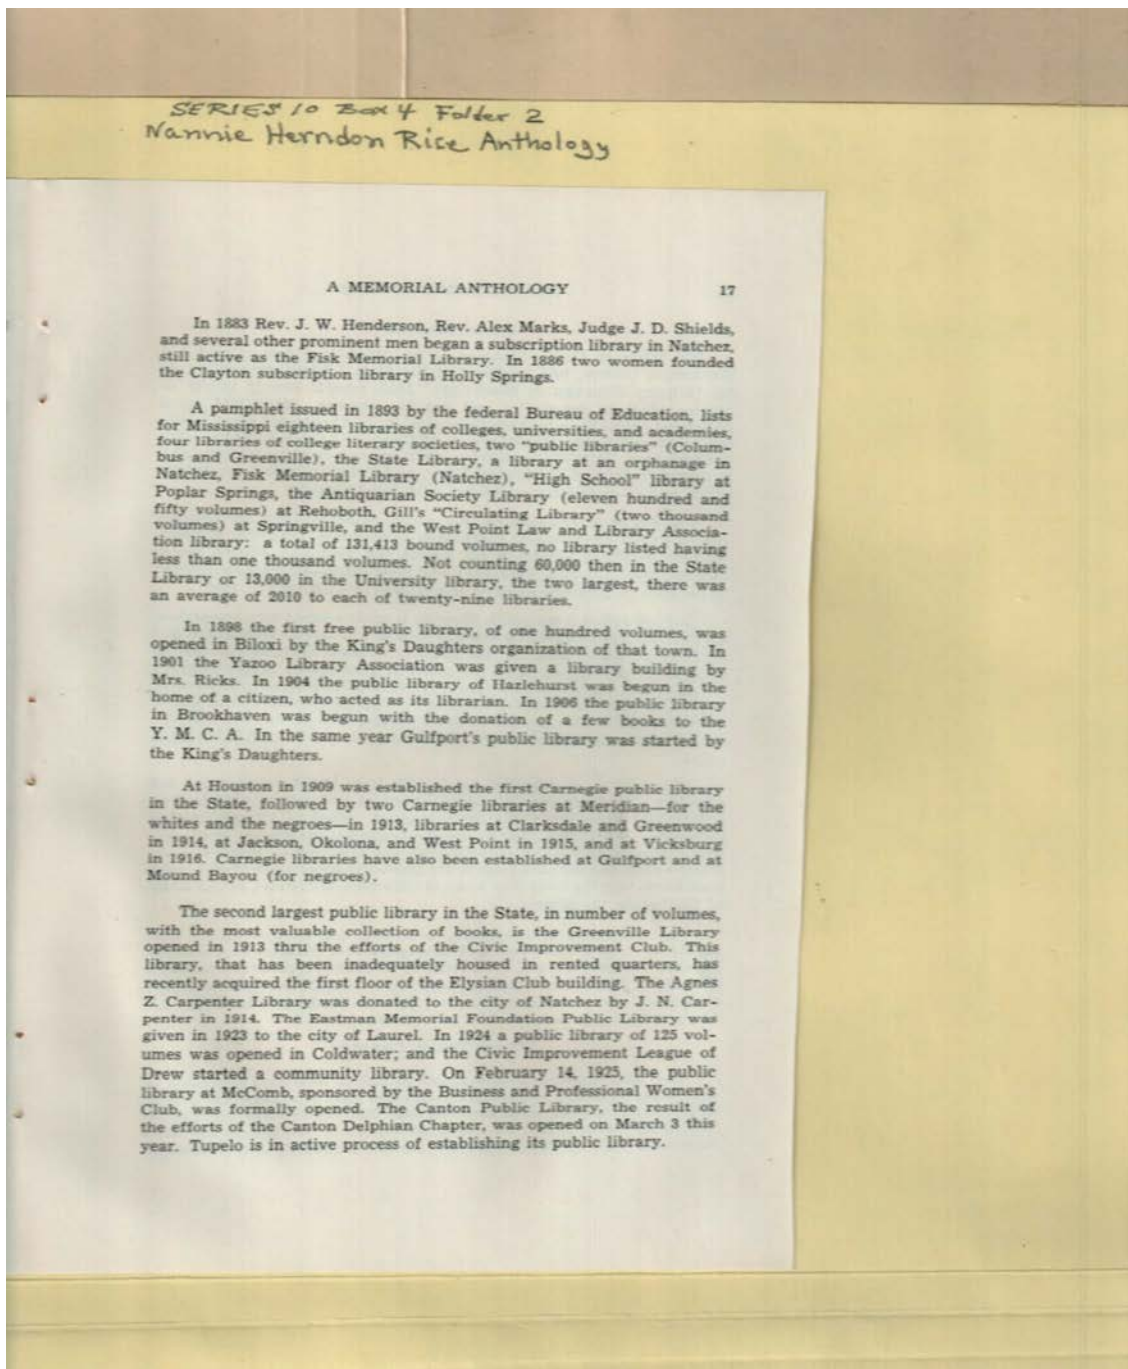 SERIES 10 Box 4 Folder 2
Nannie Herndon Rice Anthology
A MEMORIAL ANTHOLOGY 17
In 1883 Rev. J. W. Henderson, Rev. Alex Marks, Judge J. D. Shields,
and several other prominent men began a subscription library in Natchez,
still active as the Fisk Memorial Library. In 1886 two women founded
the Clayton subscription library in Holly Springs.
A pamphlet issued in 1893 by the federal Bureau of Education, lists
for Mississippi eighteen libraries of colleges, universities, and academies,
four libraries of college literary societies, two "public libraries" (Colum-
bus and Greenville), the State Library, a library at an orphanage in
Natchez, Fisk Memorial Library (Natchez), "High School" library at
Poplar Springs, the Antiquarian Society Library (eleven hundred and
fifty volumes) at Rehoboth, Gill's "Circulating Library" (two thousand
volumes) at Springville, and the West Point Law and Library Associa-
tion library: a total of 131,413 bound volumes, no library listed having
less than one thousand volumes. Not counting 60,000 then in the State
Library or 13,000 in the University library, the two largest, there was
an average of 2010 to each of twenty-nine libraries.
In 1898 the first free public library, of one hundred volumes, was
opened in Biloxi by the King's Daughters organization of that town. In
1901 the Yazoo Library Association was given a library building by
Mrs. Ricks. In 1904 the public library of Hazlehurst was begun in the
home of a citizen, who acted as its librarian. In 1906 the public library
in Brookhaven was begun with the donation of a few books to the
Y. M. C. A. In the same year Gulfport's public library was started by
the King's Daughters.
At Houston in 1909 was established the first Carnegie public library
in the State, followed by two Carnegie libraries at Meridian—for the
whites and the negroes—in 1913, libraries at Clarksdale and Greenwood
in 1914, at Jackson, Okolona, and West Point in 1915, and at Vicksburg
in 1916. Carnegie libraries have also been established at Gulfport and at
Mound Bayou (for negroes).
The second largest public library in the State, in number of volumes,
with the most valuable collection of books, is the Greenville Library
opened in 1913 thru the efforts of the Civic Improvement Club. This
library, that has been inadequately housed in rented quarters, has
recently acquired the first floor of the Elysian Club building. The Agnes
Z. Carpenter Library was donated to the city of Natchez by J. N. Car-
penter in 1914. The Eastman Memorial Foundation Public Library was
given in 1923 to the city of Laurel. In 1924 a public library of 125 vol-
umes was opened in Coldwater; and the Civic Improvement League of
Drew started a community library. On February 14, 1925, the public
library at McComb, sponsored by the Business and Professional Women's
Club, was formally opened. The Canton Public Library, the result of
the efforts of the Canton Delphian Chapter, was opened on March 3 this
year. Tupelo is in active process of establishing its public library.